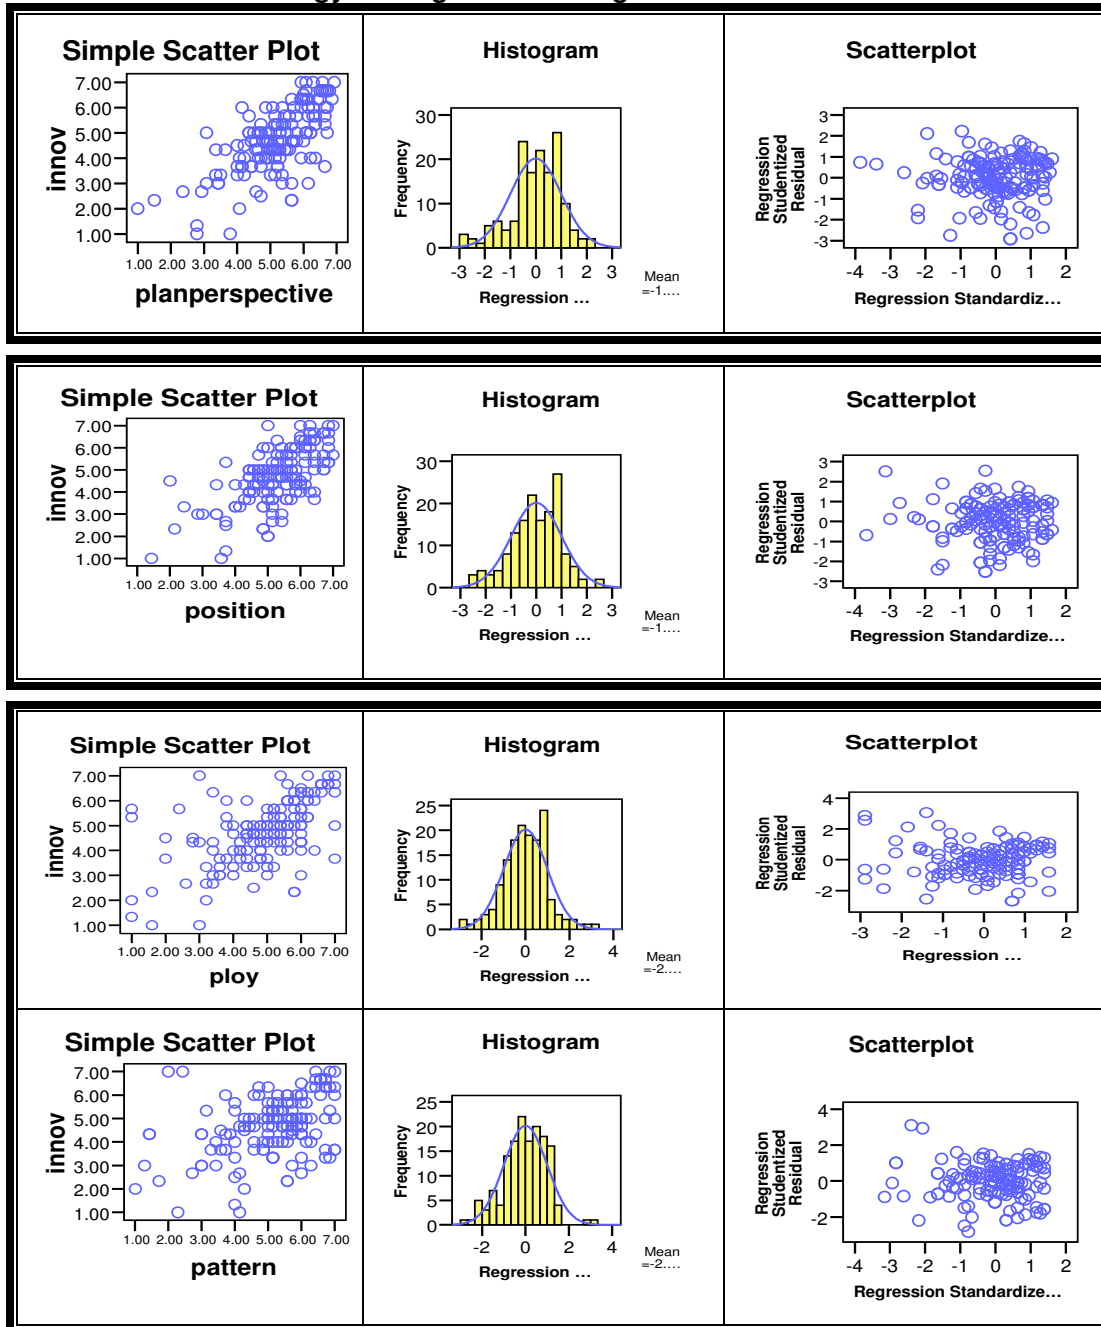 Simple Scatter Plot
innov
7.00
6.00
5.00
4.00
3.00
2.00
1.00
1.00 2.00 3.00 4.00 5.00 6.00 7.00
planperspective
Histogram
Frequency
30
20
10
0
-3 -2 -1 0 1 2 3
Regression ...
Mean
=-1....
Scatterplot
Regression
Studentized
Residual
3
2
1
0
-1
-2
-3
-4 -3 -2 -1 0 1 2
Regression Standardiz...
Simple Scatter Plot
innov
7.00
6.00
5.00
4.00
3.00
2.00
1.00
1.00 2.00 3.00 4.00 5.00 6.00 7.00
position
Histogram
Frequency
30
20
10
0
-3 -2 -1 0 1 2 3
Regression ...
Mean
=-1....
Scatterplot
Regression
Studentized
Residual
3
2
1
0
-1
-2
-3
-4 -3 -2 -1 0 1 2
Regression Standardize...
Simple Scatter Plot
innov
7.00
6.00
5.00
4.00
3.00
2.00
1.00
1.00 2.00 3.00 4.00 5.00 6.00 7.00
ploy
Histogram
Frequency
25
20
15
10
5
0
-2 0 2 4
Regression ...
Mean
=-2....
Scatterplot
Regression
Studentized
Residual
4
2
0
-2
-3 -2 -1 0 1 2
Regression ...
Simple Scatter Plot
innov
7.00
6.00
5.00
4.00
3.00
2.00
1.00
1.00 2.00 3.00 4.00 5.00 6.00 7.00
pattern
Histogram
Frequency
25
20
15
10
5
0
-2 0 2 4
Regression ...
Mean
=-2....
Scatterplot
Regression
Studentized
Residual
4
2
0
-2
-4 -3 -2 -1 0 1 2
Regression Standardize...